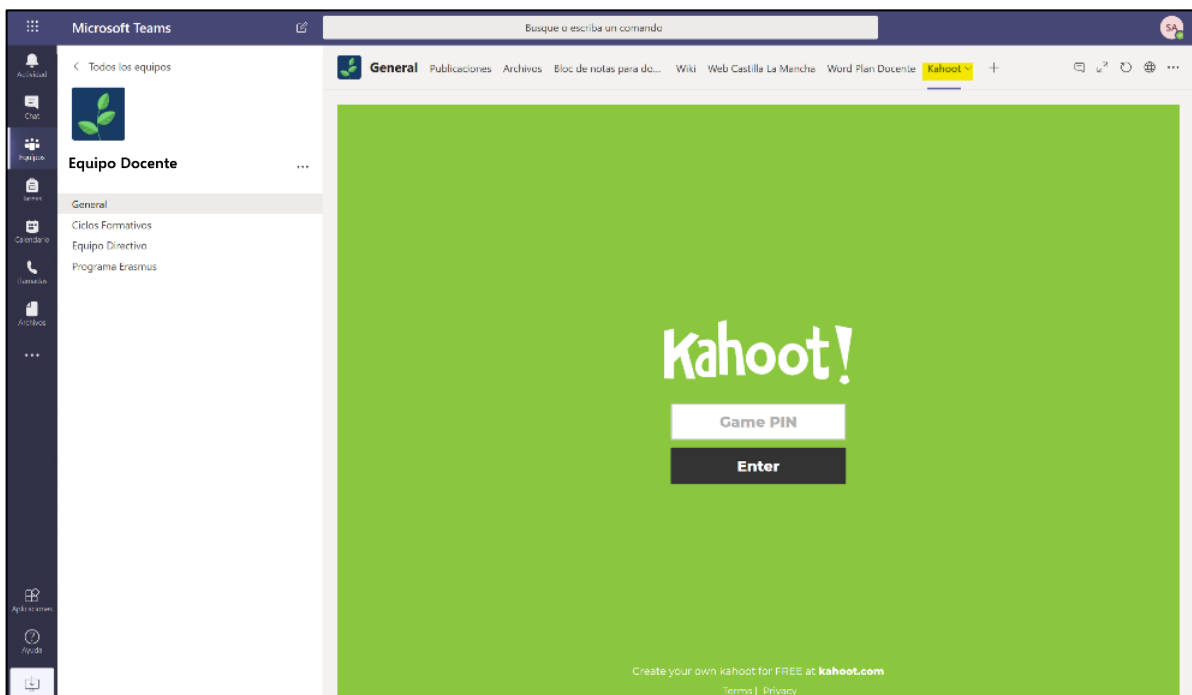 Microsoft Teams
Busque o escriba un comando
SA
Actividad
Chat
Equipos
Tareas
Calendario
Llamadas
Archivos
Aplicaciones
Ayuda
Todos los equipos
Equipo Docente
General
Ciclos Formativos
Equipo Directivo
Programa Erasmus
General Publicaciones Archivos Bloc de notas para do... Wiki Web Castilla La Mancha Word Plan Docente Kahoot
Kahoot!
Game PIN
Enter
Create your own kahoot for FREE at kahoot.com
Terms | Privacy